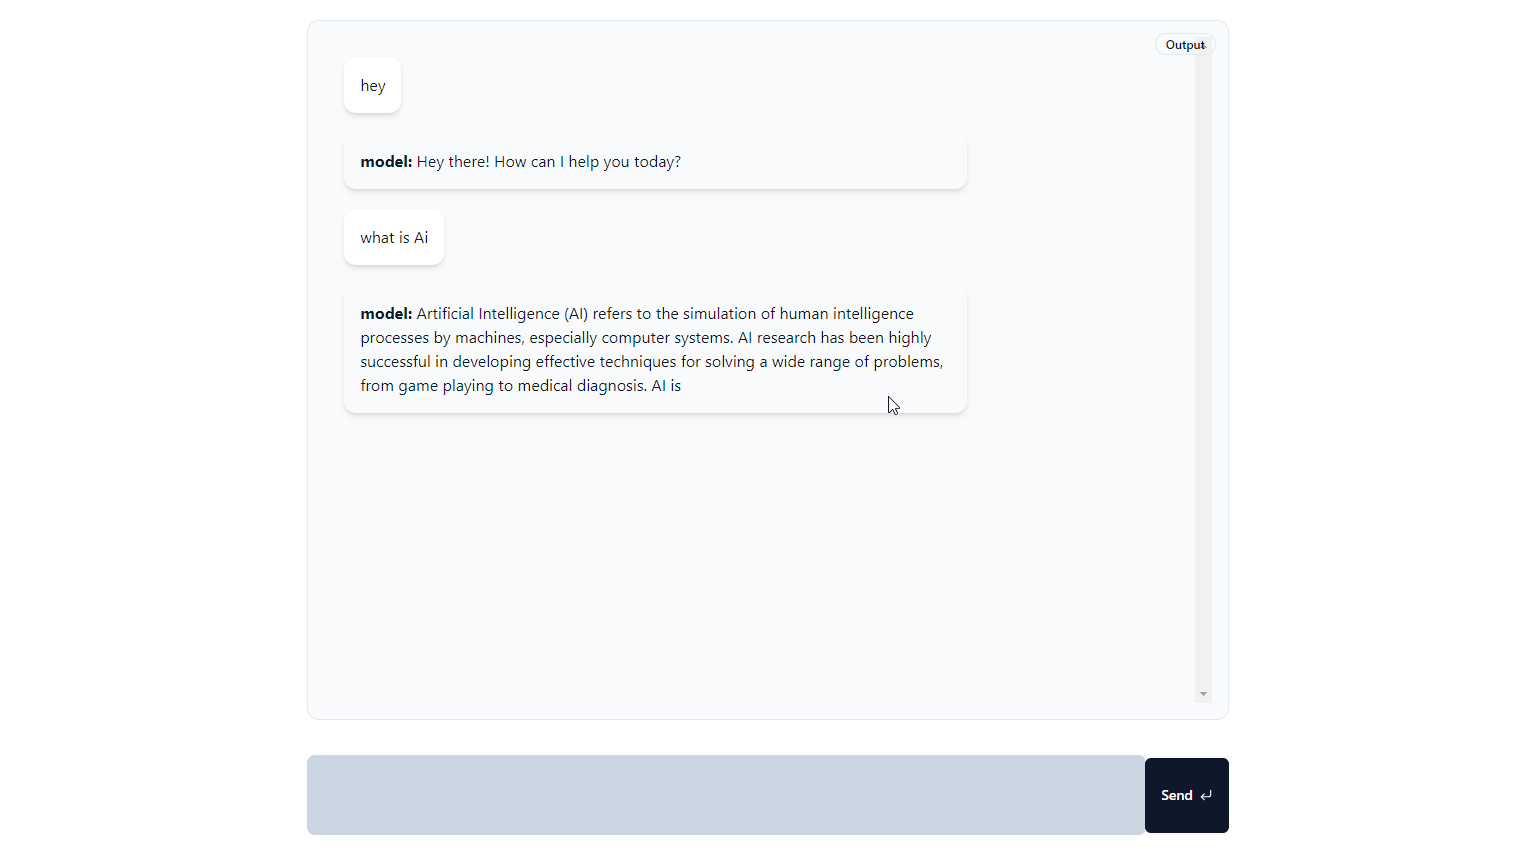 Output
hey
model: Hey there! How can I help you today?
what is Ai
model: Artificial Intelligence (AI) refers to the simulation of human intelligence
processes by machines, especially computer systems. AI research has been highly
successful in developing effective techniques for solving a wide range of problems,
from game playing to medical diagnosis. AI is
Send